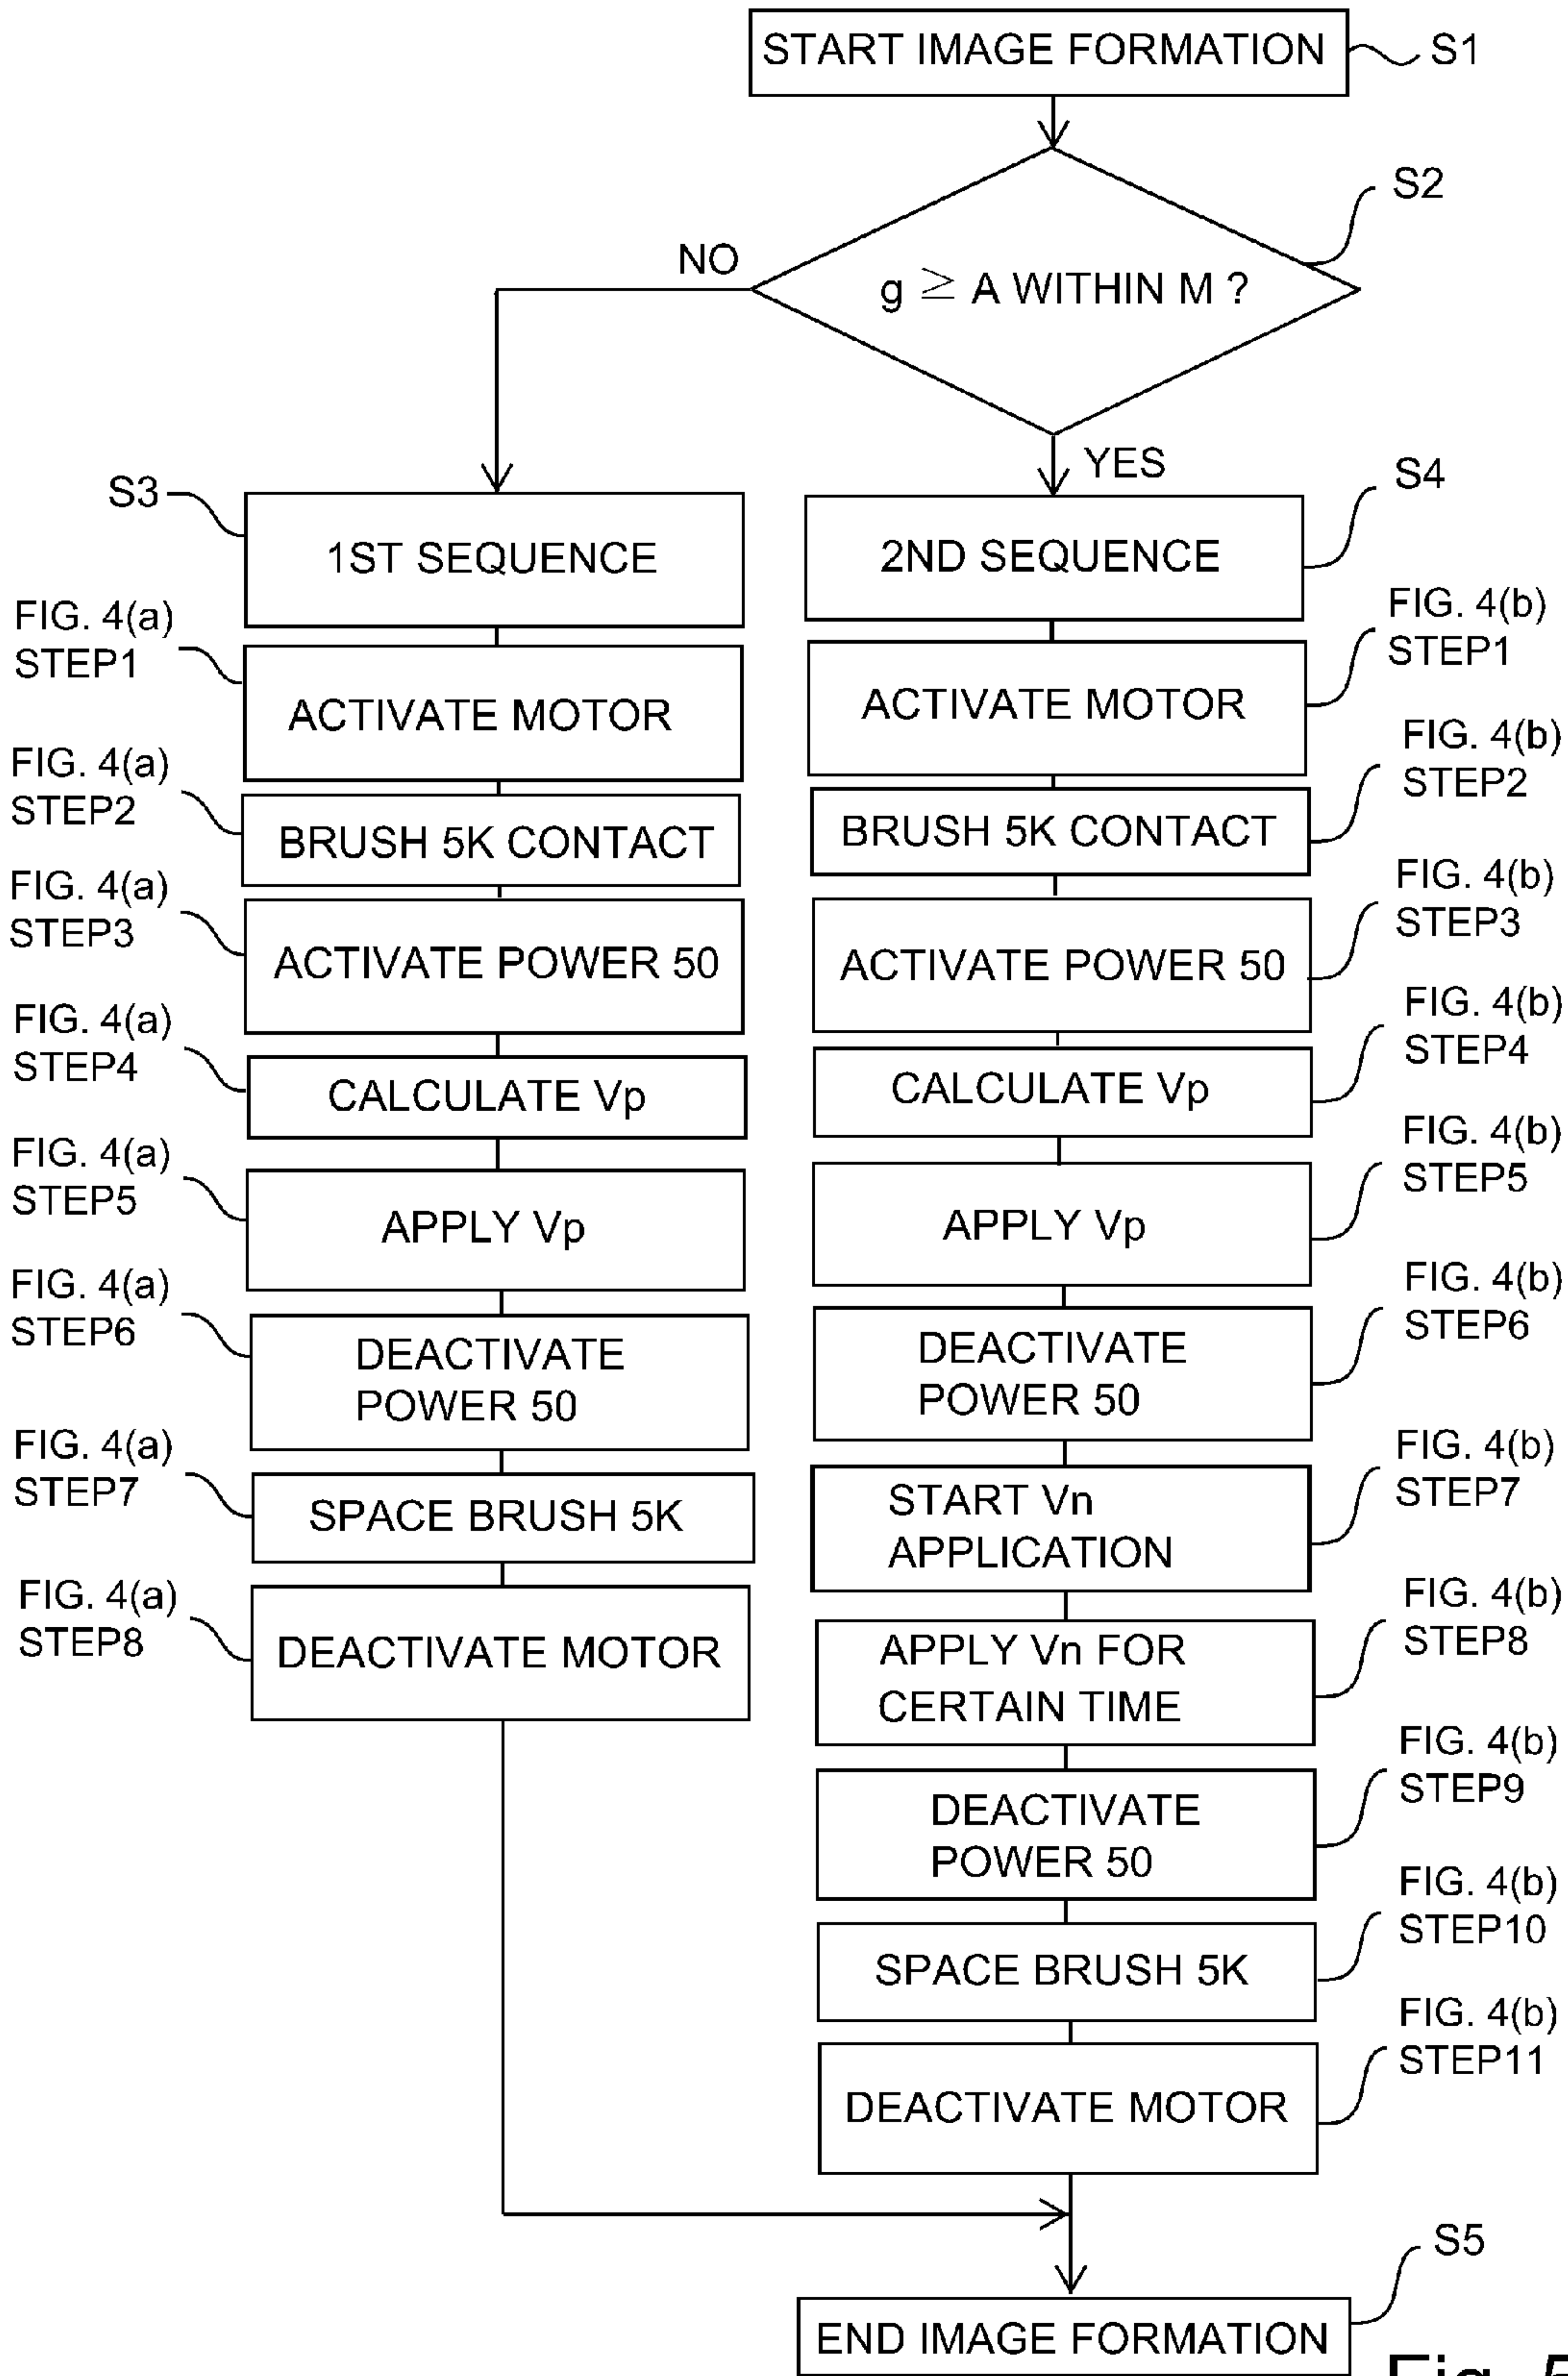 START IMAGE FORMATION
S1
S2
g ≧ A WITHIN M ?
NO
YES
S3
1ST SEQUENCE
FIG. 4(a)
STEP1
ACTIVATE MOTOR
FIG. 4(a)
STEP2
BRUSH 5K CONTACT
FIG. 4(a)
STEP3
ACTIVATE POWER 50
FIG. 4(a)
STEP4
CALCULATE Vp
FIG. 4(a)
STEP5
APPLY Vp
FIG. 4(a)
STEP6
DEACTIVATE
POWER 50
FIG. 4(a)
STEP7
SPACE BRUSH 5K
FIG. 4(a)
STEP8
DEACTIVATE MOTOR
S4
2ND SEQUENCE
FIG. 4(b)
STEP1
ACTIVATE MOTOR
FIG. 4(b)
STEP2
BRUSH 5K CONTACT
FIG. 4(b)
STEP3
ACTIVATE POWER 50
FIG. 4(b)
STEP4
CALCULATE Vp
FIG. 4(b)
STEP5
APPLY Vp
FIG. 4(b)
STEP6
DEACTIVATE
POWER 50
FIG. 4(b)
STEP7
START Vn
APPLICATION
FIG. 4(b)
STEP8
APPLY Vn FOR
CERTAIN TIME
FIG. 4(b)
STEP9
DEACTIVATE
POWER 50
FIG. 4(b)
STEP10
SPACE BRUSH 5K
FIG. 4(b)
STEP11
DEACTIVATE MOTOR
S5
END IMAGE FORMATION